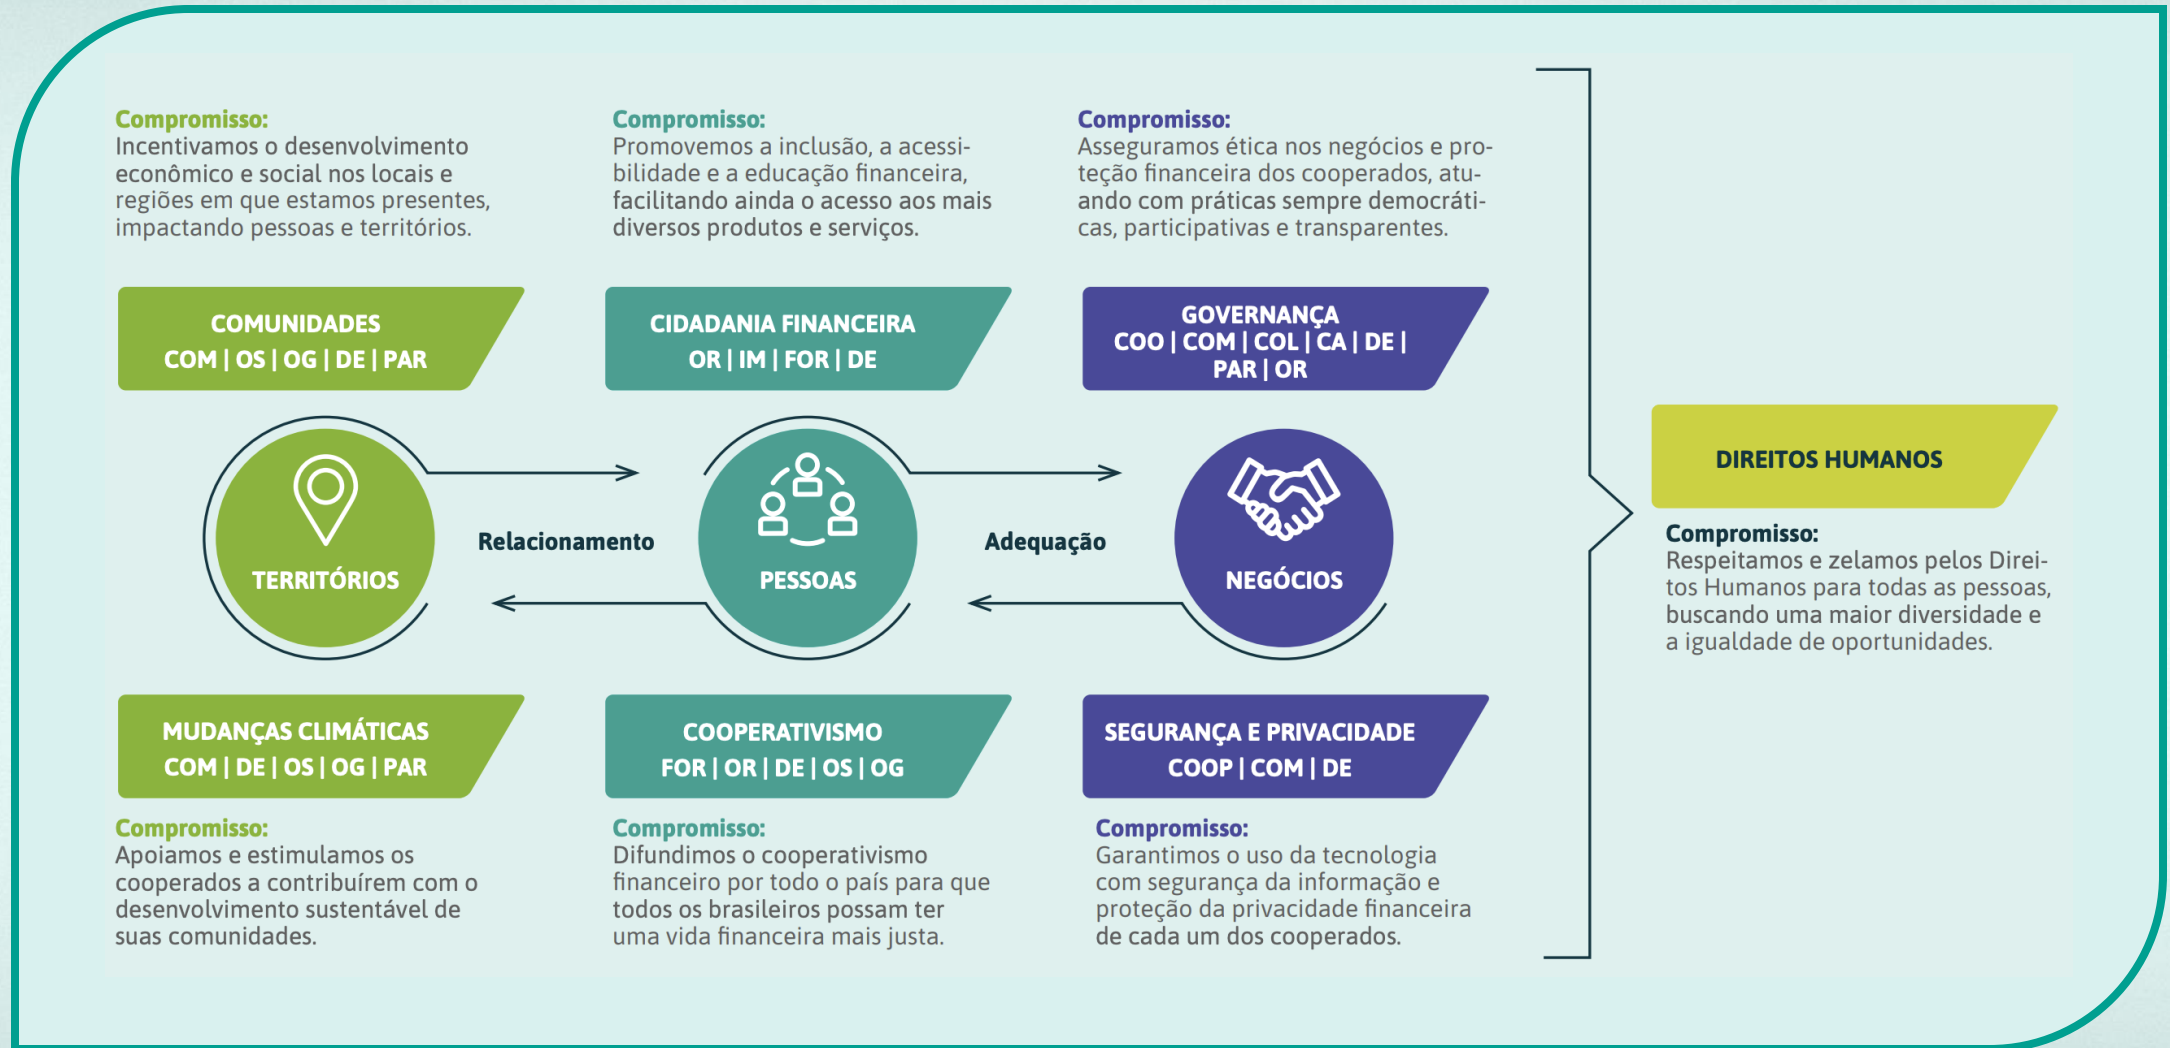 Compromisso:
Incentivamos o desenvolvimento
econômico e social nos locais e
regiões em que estamos presentes,
impactando pessoas e territórios.
Compromisso:
Promovemos a inclusão, a acessi-
bilidade e a educação financeira,
facilitando ainda o acesso aos mais
diversos produtos e serviços.
Compromisso:
Asseguramos ética nos negócios e pro-
teção financeira dos cooperados, atu-
ando com práticas sempre democráti-
cas, participativas e transparentes.
COMUNIDADES
COM | OS | OG | DE | PAR
CIDADANIA FINANCEIRA
OR | IM | FOR | DE
GOVERNANÇA
COO | COM | COL | CA | DE |
PAR | OR
TERRITÓRIOS
Relacionamento
PESSOAS
Adequação
NEGÓCIOS
MUDANÇAS CLIMÁTICAS
COM | DE | OS | OG | PAR
COOPERATIVISMO
FOR | OR | DE | OS | OG
SEGURANÇA E PRIVACIDADE
COOP | COM | DE
Compromisso:
Apoiamos e estimulamos os
cooperados a contribuírem com o
desenvolvimento sustentável de
suas comunidades.
Compromisso:
Difundimos o cooperativismo
financeiro por todo o país para que
todos os brasileiros possam ter
uma vida financeira mais justa.
Compromisso:
Garantimos o uso da tecnologia
com segurança da informação e
proteção da privacidade financeira
de cada um dos cooperados.
DIREITOS HUMANOS
Compromisso:
Respeitamos e zelamos pelos Direi-
tos Humanos para todas as pessoas,
buscando uma maior diversidade e
a igualdade de oportunidades.